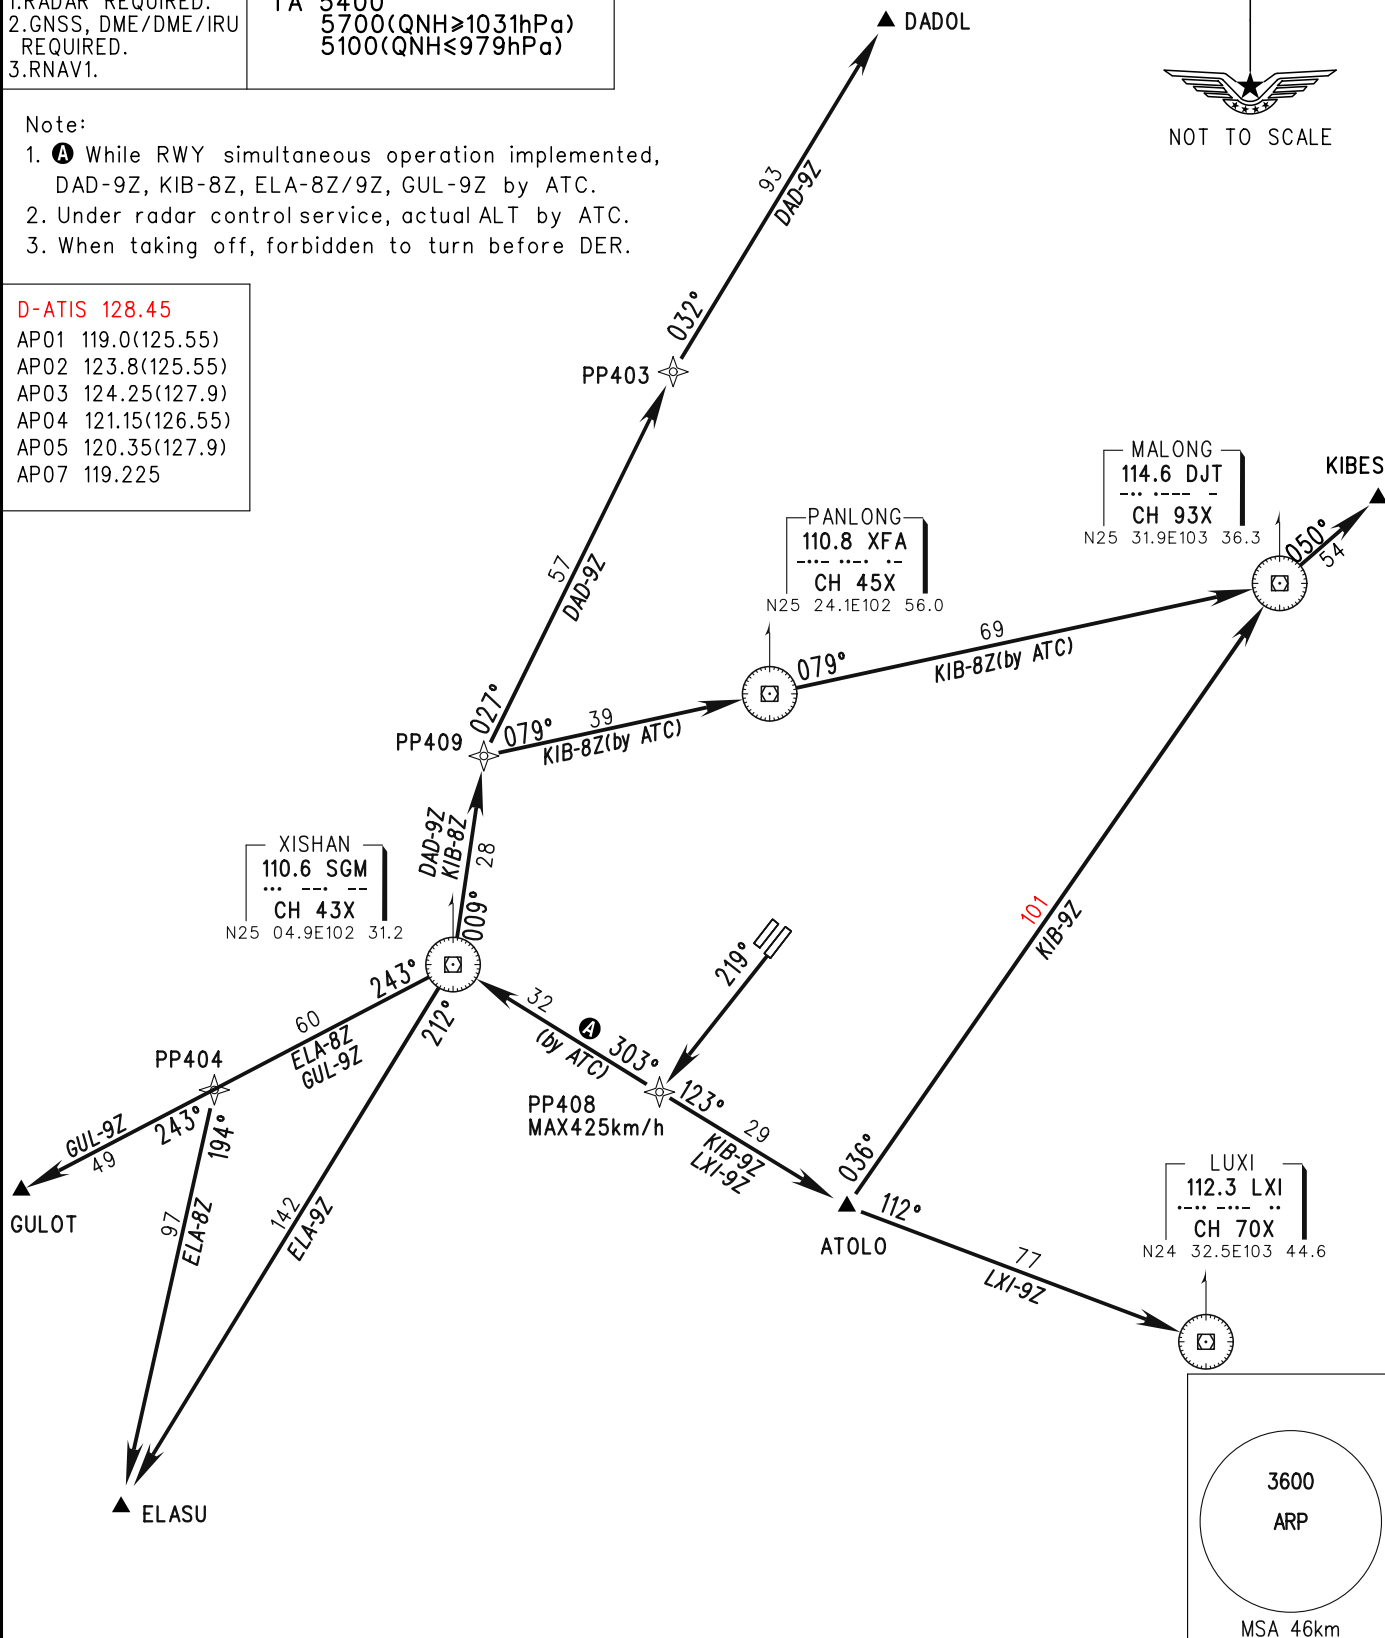 1.RADAR REQUIRED.
2.GNSS, DME/DME/IRU
REQUIRED.
3.RNAV1.
TA 5400
5700(QNH≥1031hPa)
5100(QNH≤979hPa)
DADOL
NOT TO SCALE
Note:
1. A While RWY simultaneous operation implemented,
DAD-9Z, KIB-8Z, ELA-8Z/9Z, GUL-9Z by ATC.
2. Under radar control service, actual ALT by ATC.
3. When taking off, forbidden to turn before DER.
D-ATIS 128.45
AP01 119.0(125.55)
AP02 123.8(125.55)
AP03 124.25(127.9)
AP04 121.15(126.55)
AP05 120.35(127.9)
AP07 119.225
93
DAD-9Z
032°
PP403
57
DAD-9Z
027°
PP409
079°
39
KIB-8Z(by ATC)
PANLONG
110.8 XFA
CH 45X
N25 24.1E102 56.0
079°
69
KIB-8Z(by ATC)
MALONG
114.6 DJT
CH 93X
N25 31.9E103 36.3
KIBES
050°
54
DAD-9Z
KIB-8Z
28
009°
XISHAN
110.6 SGM
CH 43X
N25 04.9E102 31.2
243°
212°
60
ELA-8Z
GUL-9Z
PP404
243°
194°
GUL-9Z
49
GULOT
97
ELA-8Z
142
ELA-9Z
ELASU
219°
32
A
(by ATC)
303°
PP408
MAX425km/h
123°
29
KIB-9Z
LXI-9Z
101
KIB-9Z
036°
ATOLO
112°
77
LXI-9Z
LUXI
112.3 LXI
CH 70X
N24 32.5E103 44.6
3600
ARP
MSA 46km